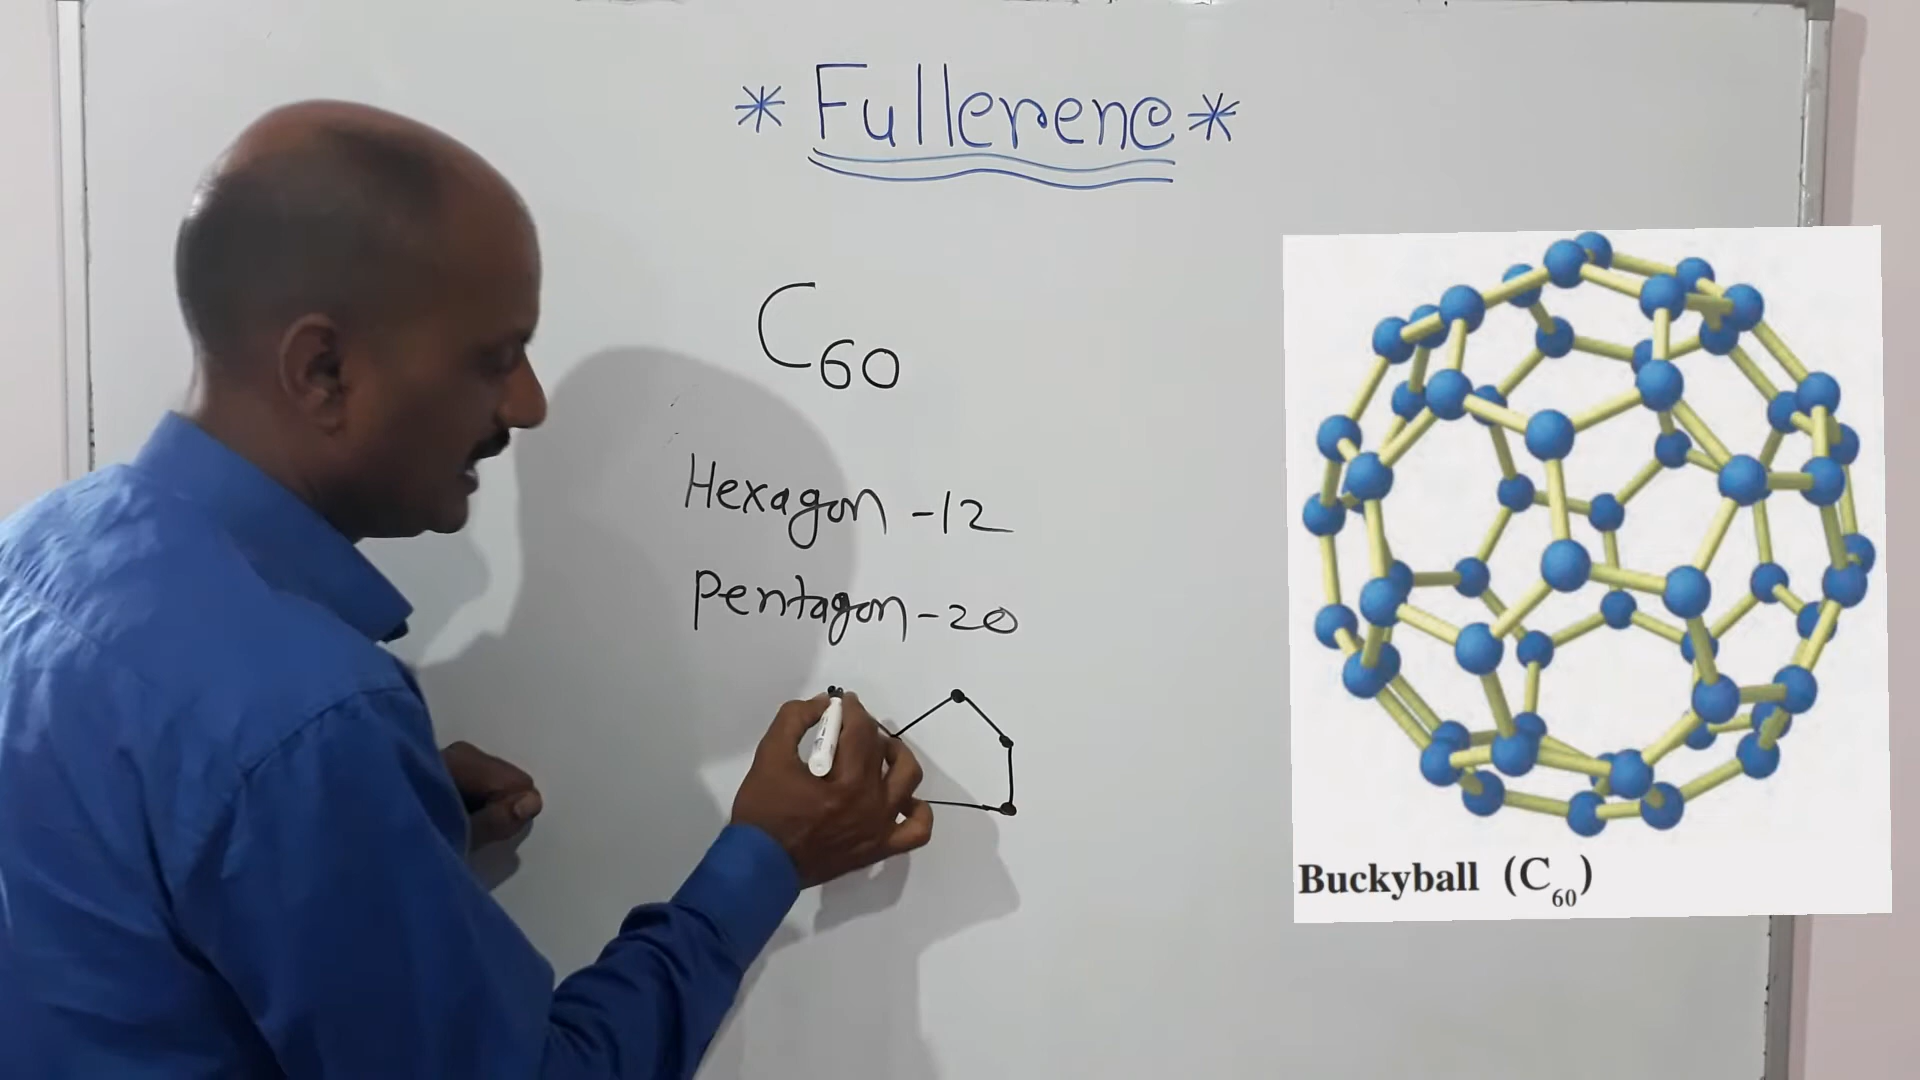 * Fullerene *
C60
Hexagon - 12
Pentagon - 20
Buckyball (C60)